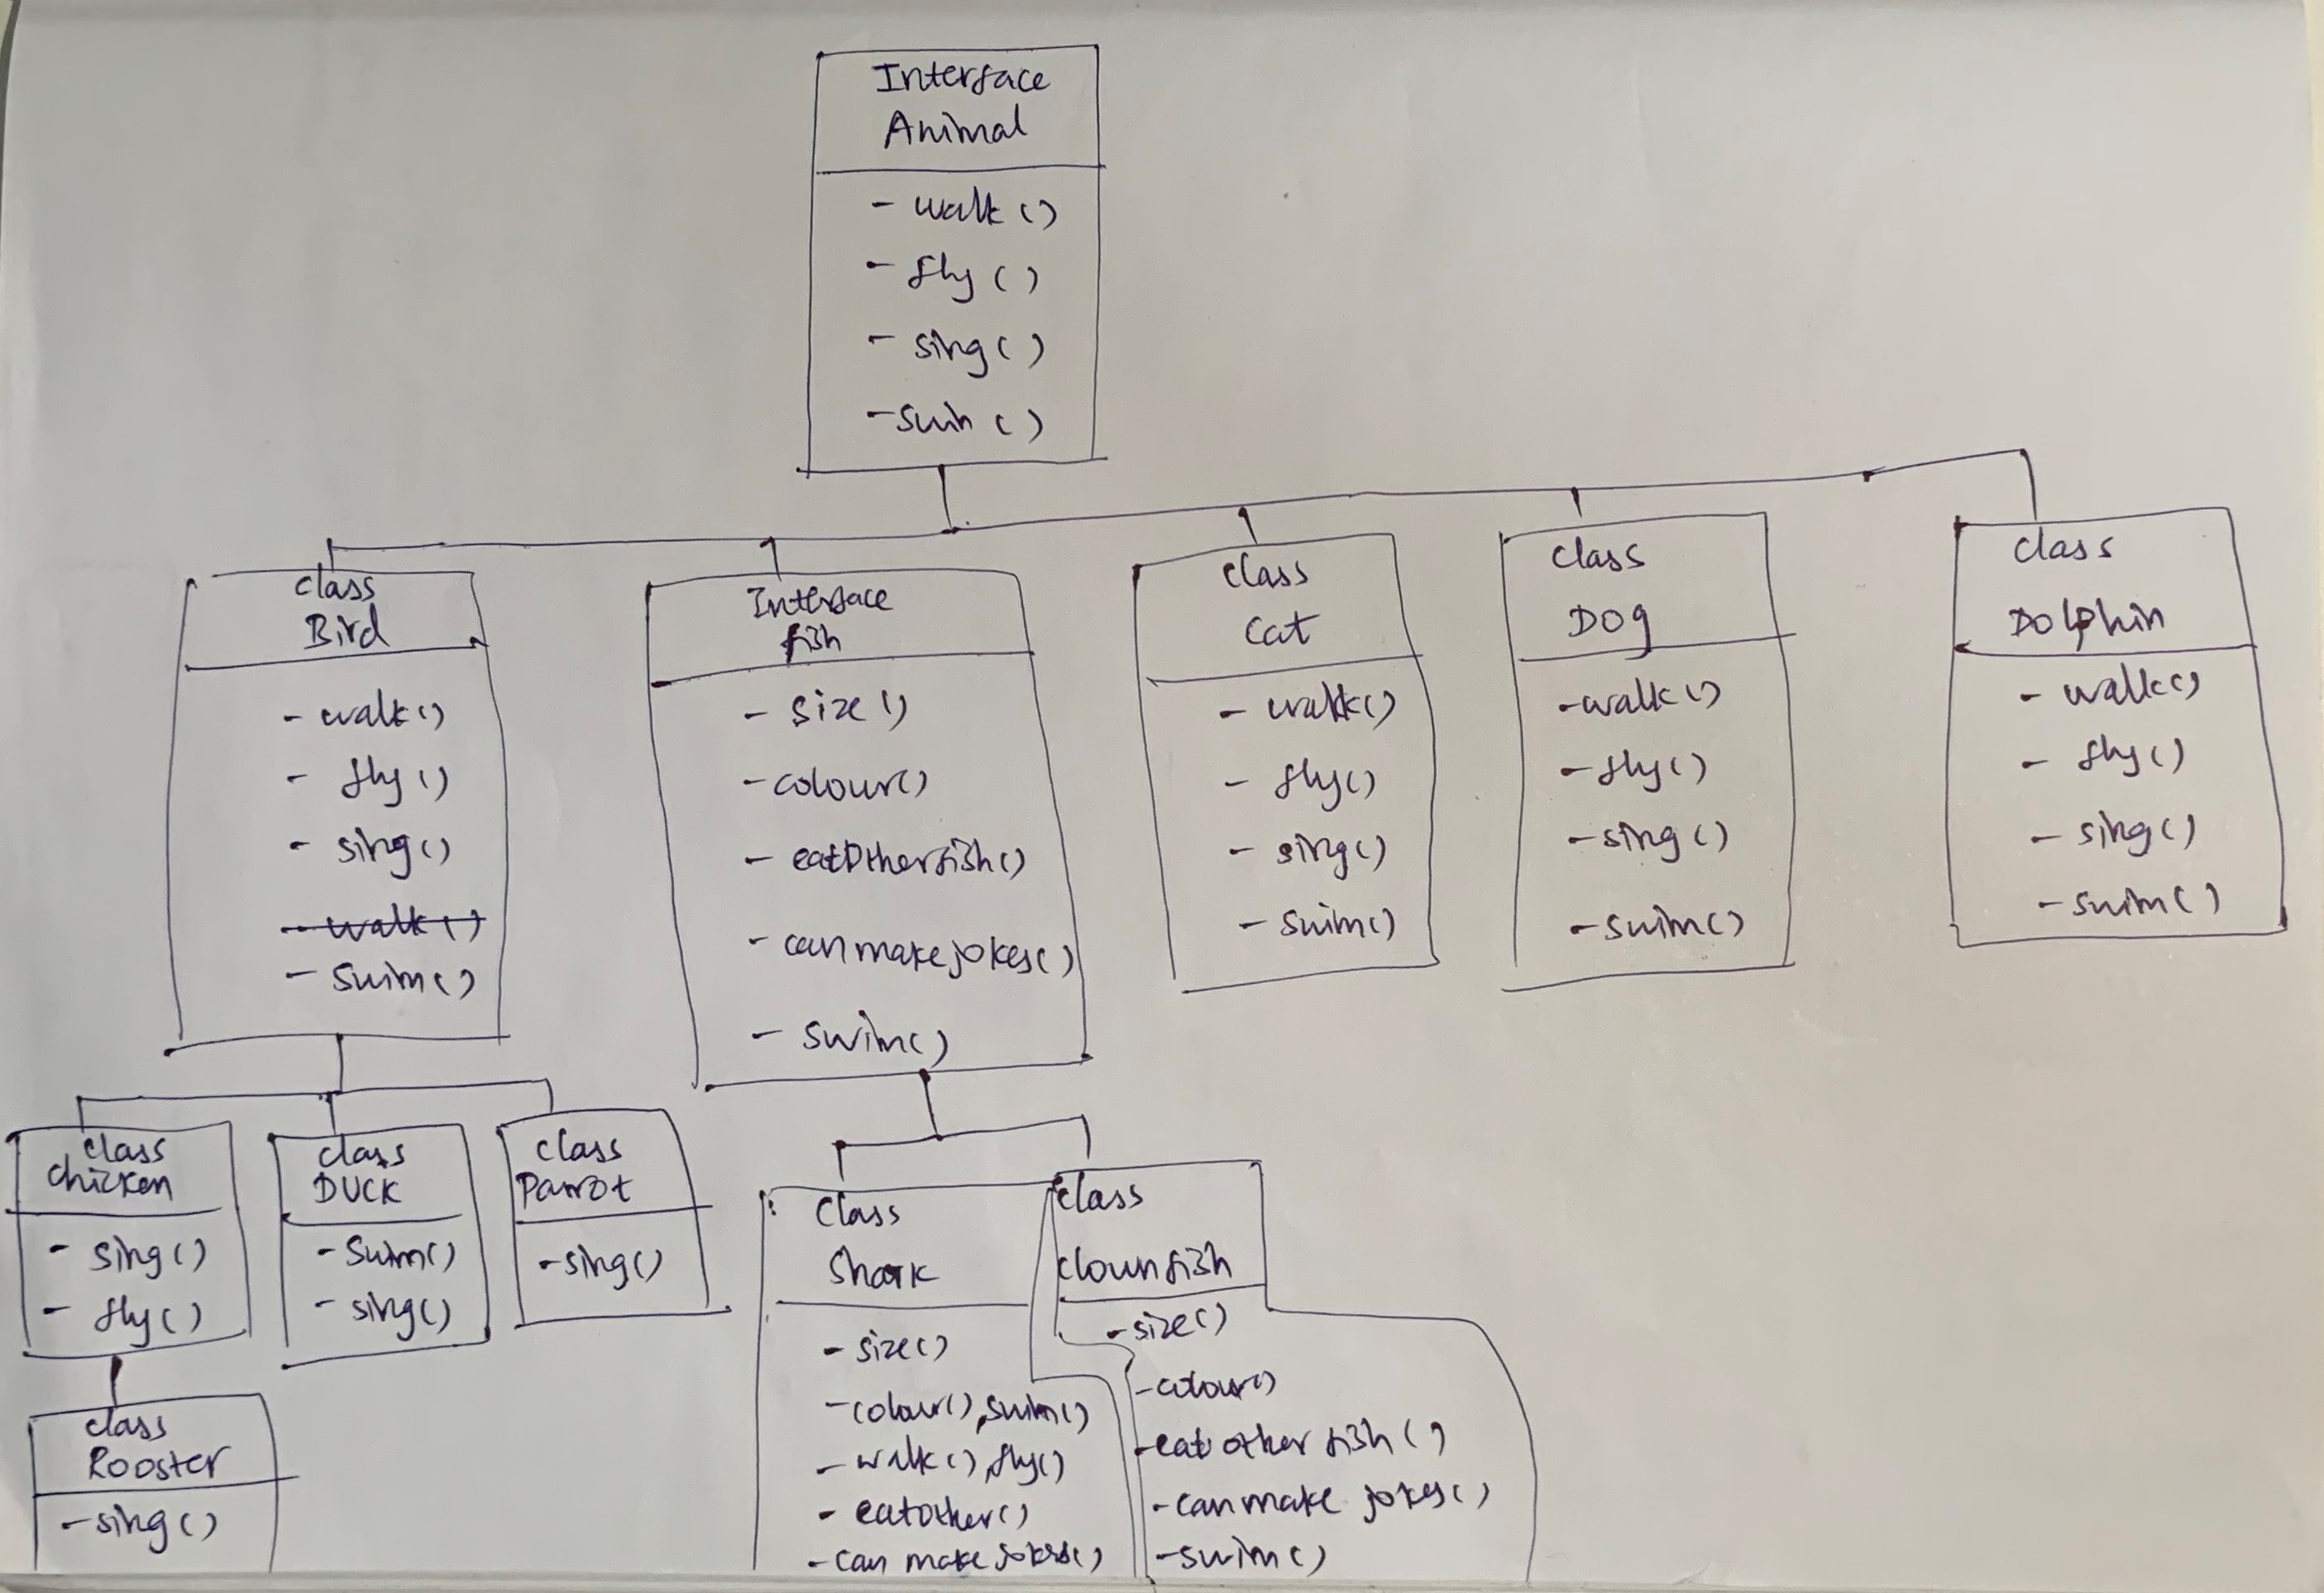 Interface
Animal
- walk ()
- fly ()
- sing ()
- swim ()
class
Bird
- walk ()
- fly ()
- sing ()
- walk ()
- swim ()
Interface
fish
- size ()
- colour()
- eatOtherfish()
- can make jokes()
- swim()
class
cat
- walk()
- fly()
- sing()
- swim()
class
DOg
- walk ()
- fly()
- sing ()
- swim()
class
Dolphin
- walk()
- fly ()
- sing()
- swim()
class
chicken
- sing ()
- fly ()
class
DUCK
- swim()
- sing()
class
Parrot
- sing()
class
Rooster
- sing ()
class
Shark
- size()
- colour(), swim()
- walk (), fly()
- eatOther()
- can make jokes()
class
clownfish
- size()
- colour()
- eat other fish ()
- can make jokes()
- swim()